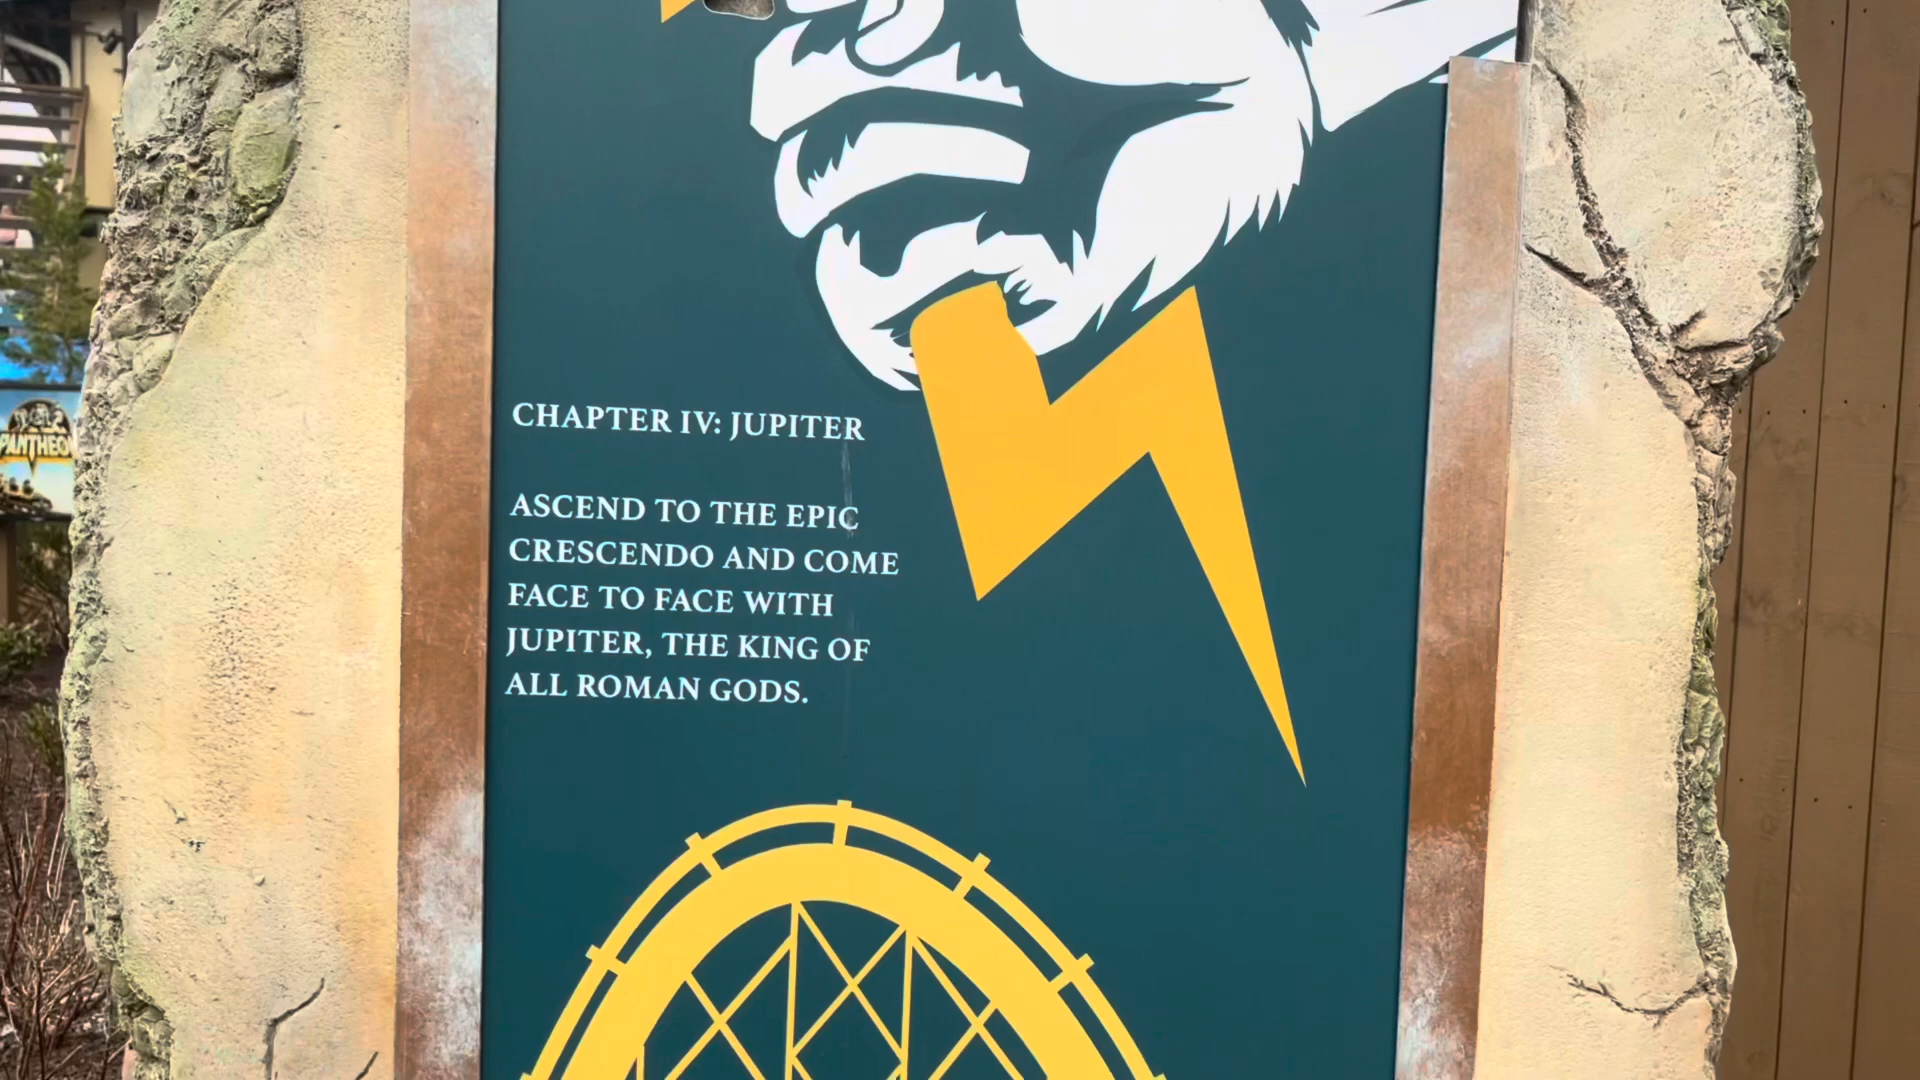 CHAPTER IV: JUPITER
ASCEND TO THE EPIC
CRESCENDO AND COME
FACE TO FACE WITH
JUPITER, THE KING OF
ALL ROMAN GODS.
PANTHEON